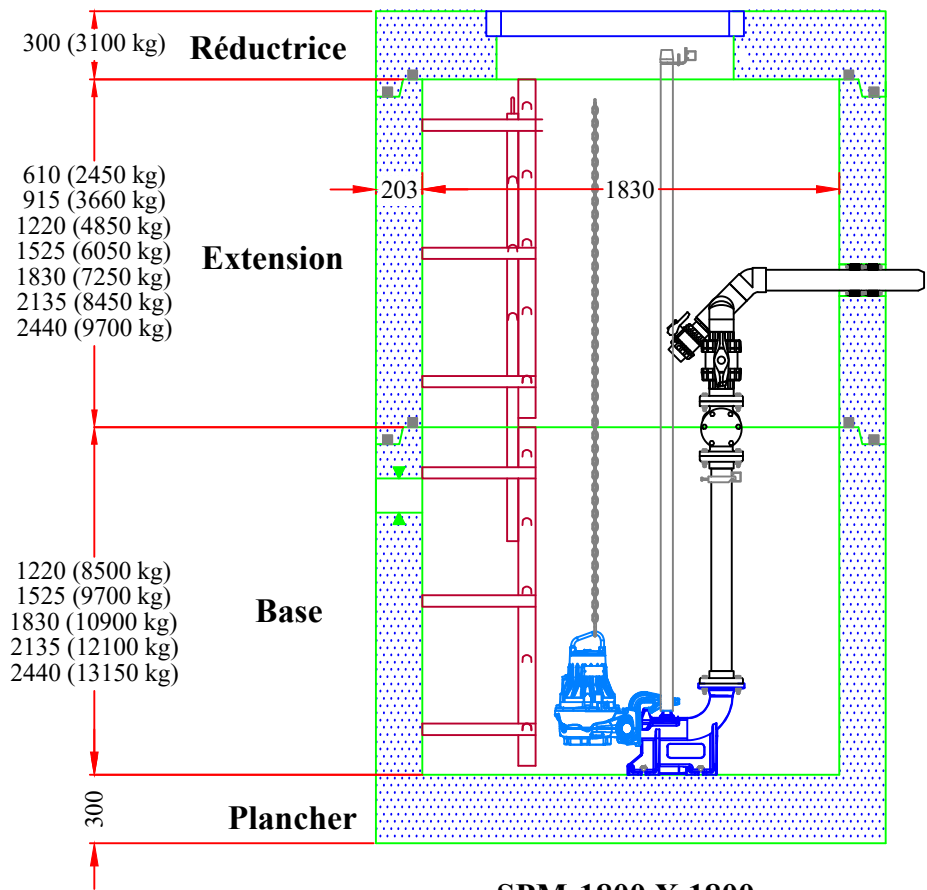 300 (3100 kg)
Réductrice
610 (2450 kg)
915 (3660 kg)
1220 (4850 kg)
1525 (6050 kg)
1830 (7250 kg)
2135 (8450 kg)
2440 (9700 kg)
Extension
203
1830
1220 (8500 kg)
1525 (9700 kg)
1830 (10900 kg)
2135 (12100 kg)
2440 (13150 kg)
Base
300
Plancher